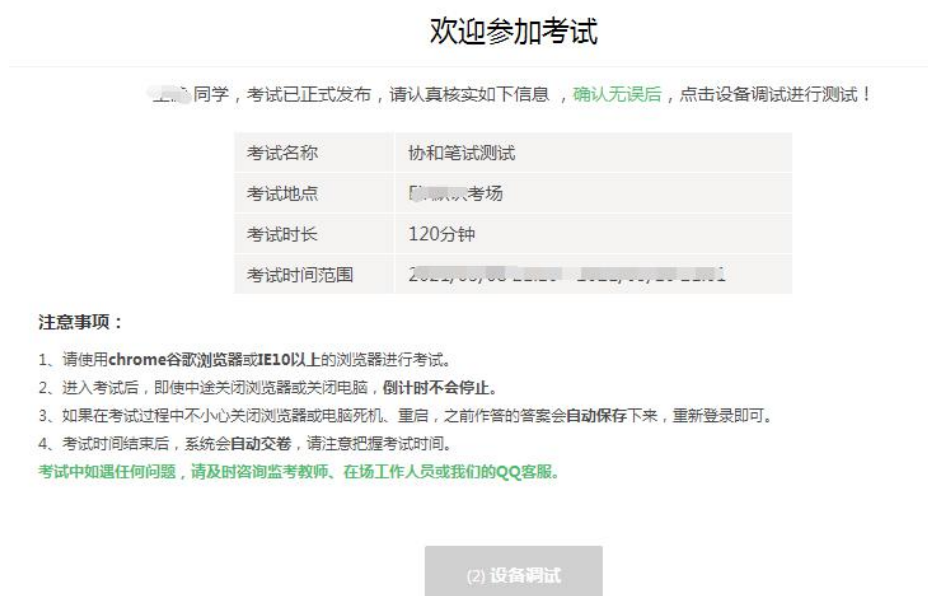 欢迎参加考试
同学，考试已正式发布，请认真核实如下信息 ，确认无误后，点击设备调试进行测试！
考试名称 协和笔试测试
考试地点 考场
考试时长 120分钟
考试时间范围
注意事项：
1、请使用chrome谷歌浏览器或IE10以上的浏览器进行考试。
2、进入考试后，即使中途关闭浏览器或关闭电脑，倒计时不会停止。
3、如果在考试过程中不小心关闭浏览器或电脑死机、重启，之前作答的答案会自动保存下来，重新登录即可。
4、考试时间结束后，系统会自动交卷，请注意把握考试时间。
考试中如遇任何问题，请及时咨询监考教师、在场工作人员或我们的QQ客服。
(2) 设备调试